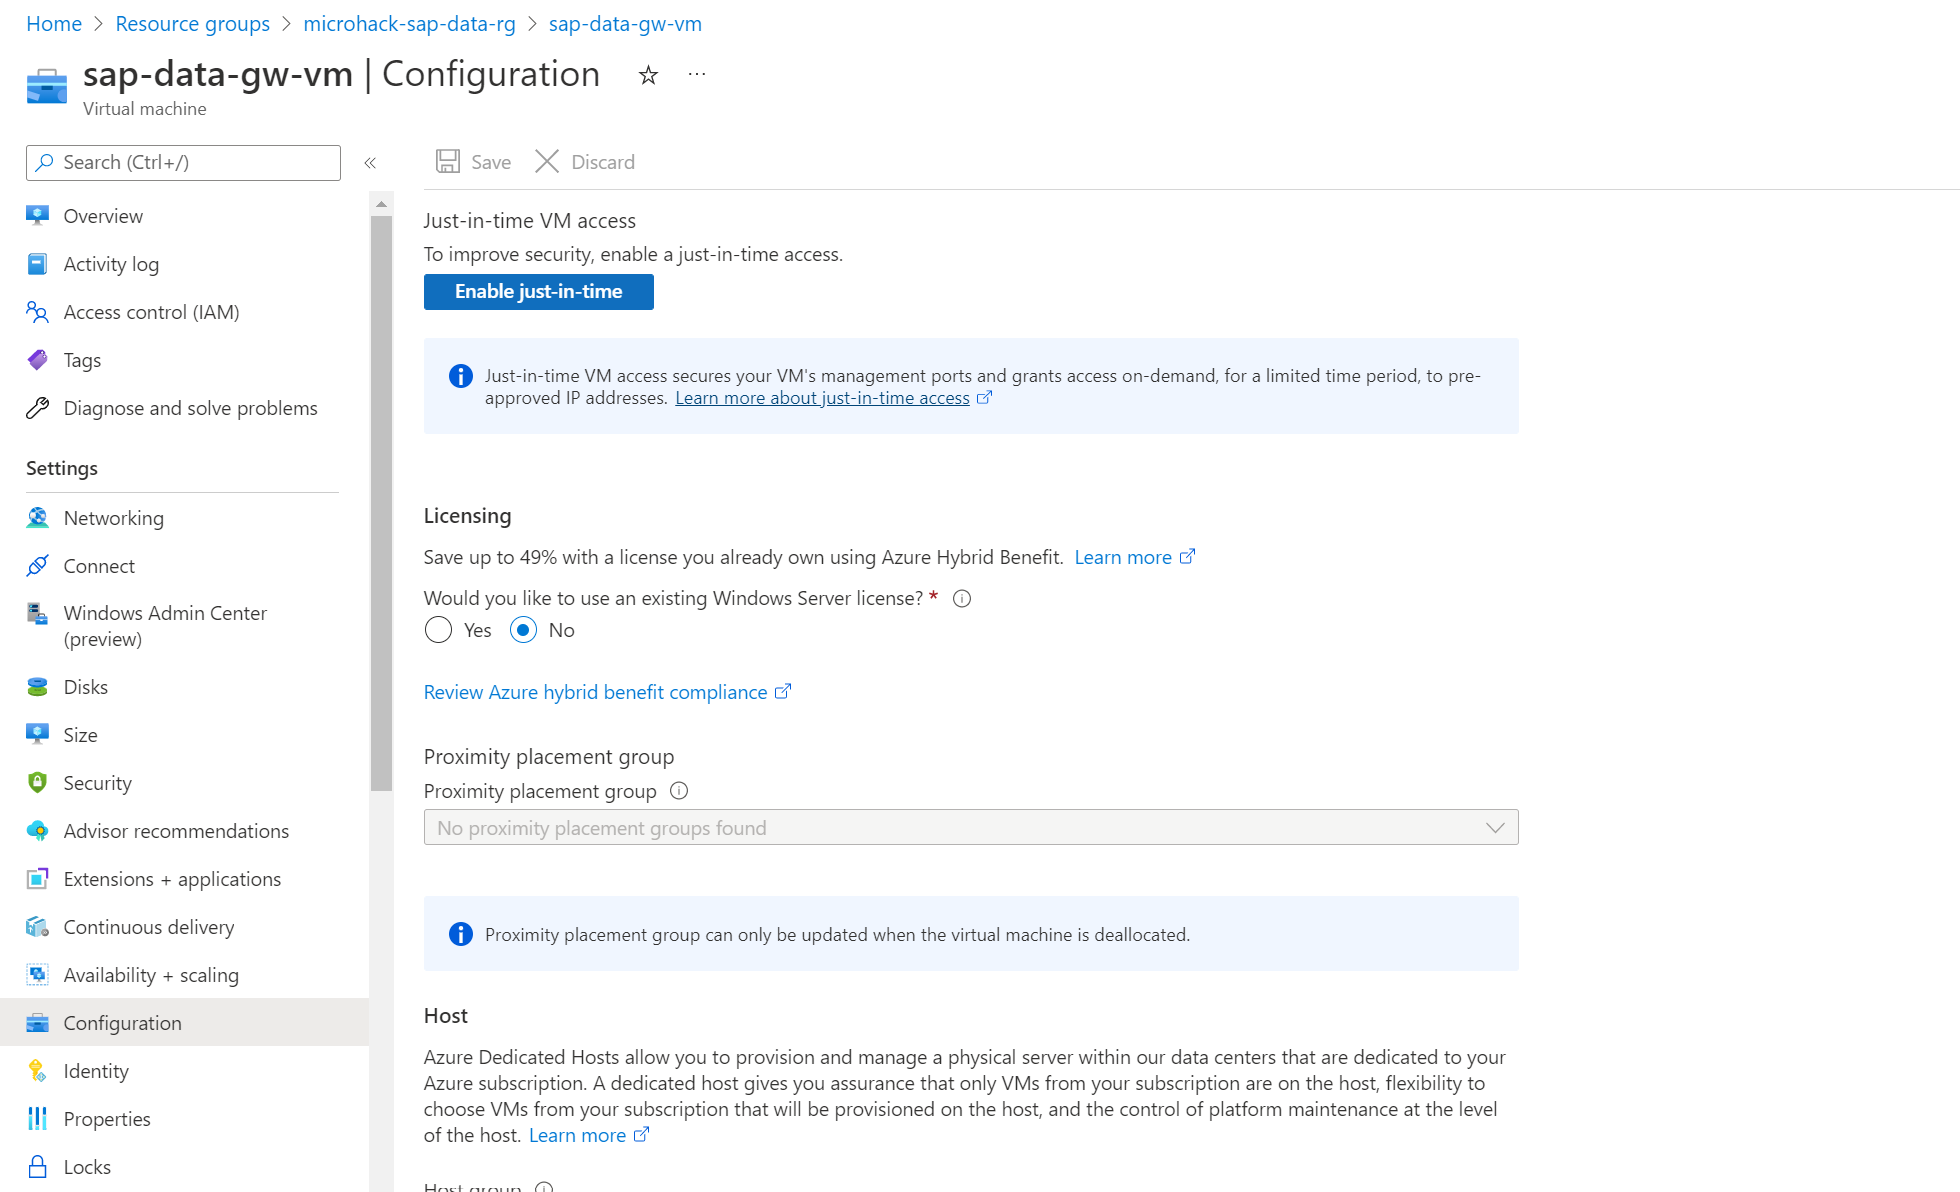 Home > Resource groups > microhack-sap-data-rg > sap-data-gw-vm
sap-data-gw-vm | Configuration
Virtual machine
Search (Ctrl+/)
Overview
Activity log
Access control (IAM)
Tags
Diagnose and solve problems
Settings
Networking
Connect
Windows Admin Center
(preview)
Disks
Size
Security
Advisor recommendations
Extensions + applications
Continuous delivery
Availability + scaling
Configuration
Identity
Properties
Locks
Save Discard
Just-in-time VM access
To improve security, enable a just-in-time access.
Enable just-in-time
Just-in-time VM access secures your VM's management ports and grants access on-demand, for a limited time period, to pre-
approved IP addresses. Learn more about just-in-time access
Licensing
Save up to 49% with a license you already own using Azure Hybrid Benefit. Learn more
Would you like to use an existing Windows Server license? *
Yes No
Review Azure hybrid benefit compliance
Proximity placement group
Proximity placement group
No proximity placement groups found
Proximity placement group can only be updated when the virtual machine is deallocated.
Host
Azure Dedicated Hosts allow you to provision and manage a physical server within our data centers that are dedicated to your
Azure subscription. A dedicated host gives you assurance that only VMs from your subscription are on the host, flexibility to
choose VMs from your subscription that will be provisioned on the host, and the control of platform maintenance at the level
of the host. Learn more
Host group